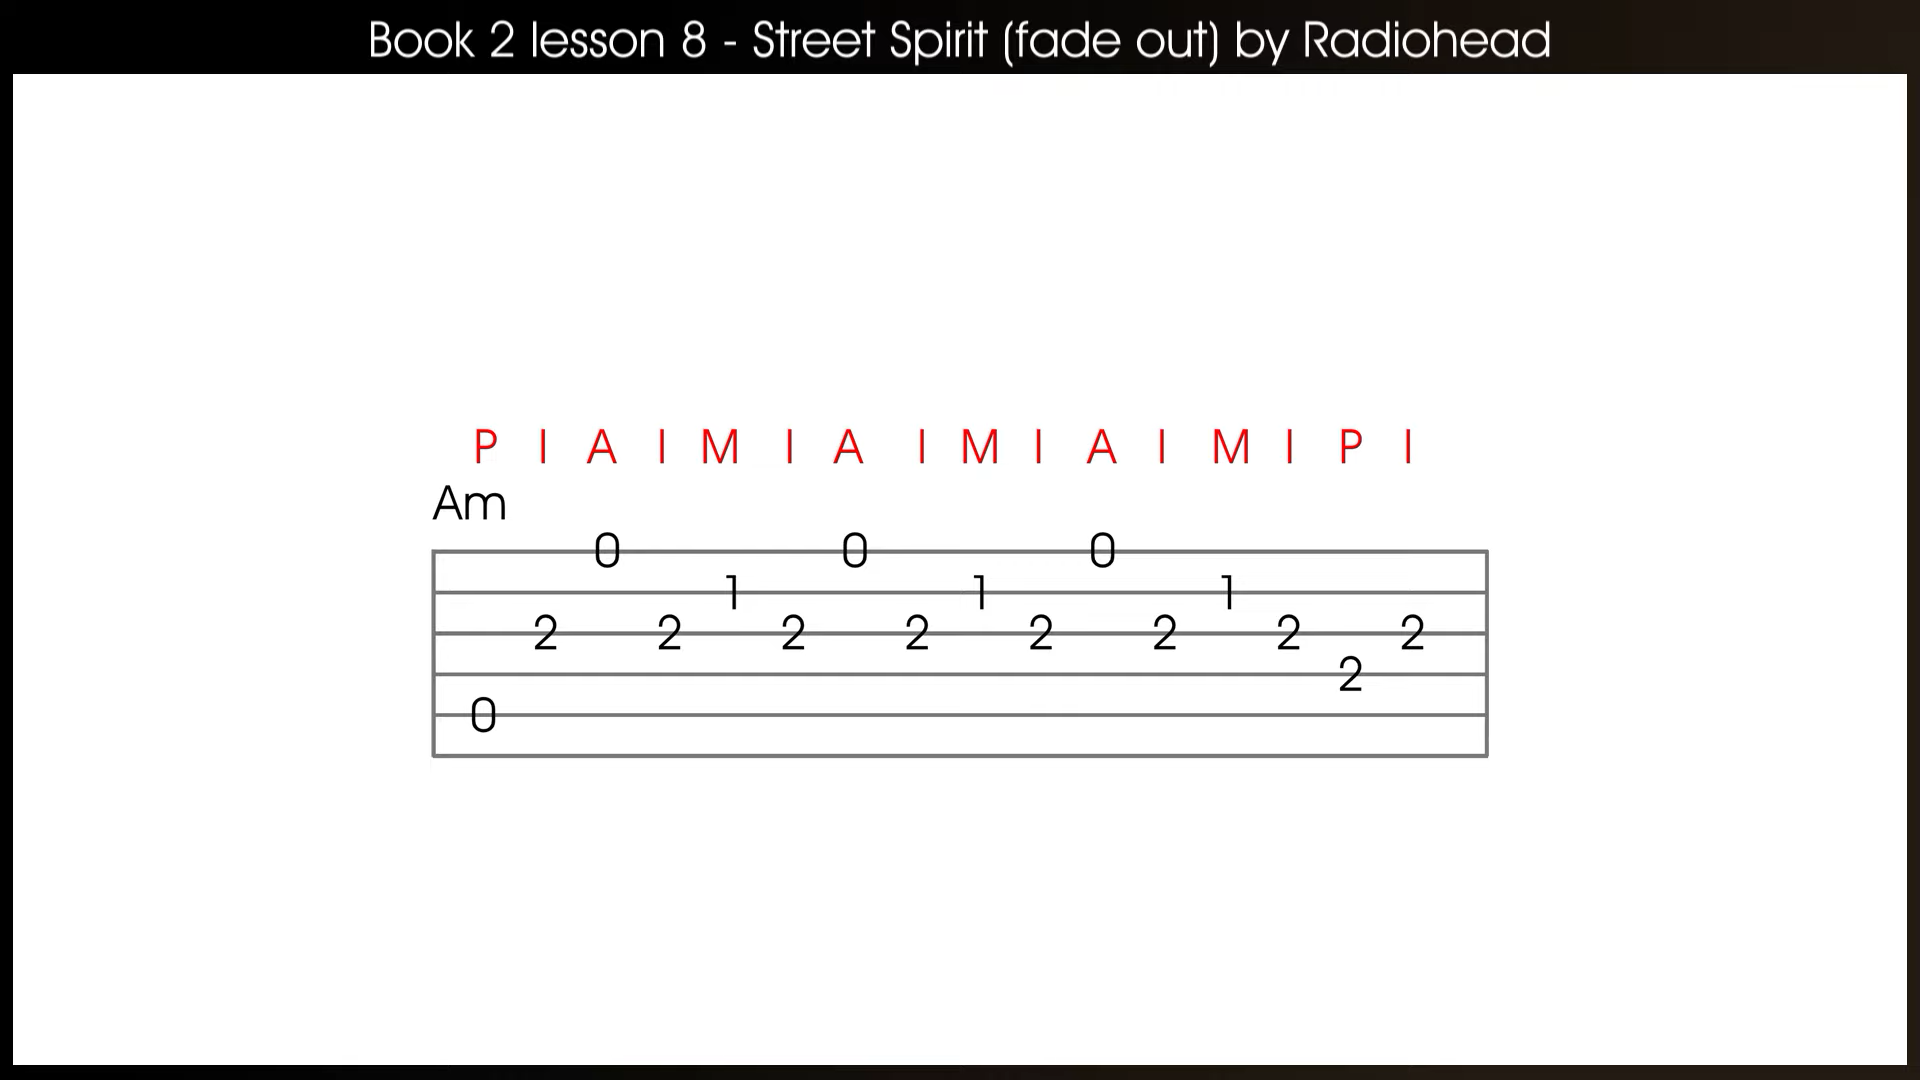 Book 2 lesson 8 - Street Spirit (fade out) by Radiohead
P I A I M I A I M I A I M I P I
Am
0 0 0
1 1 1
2 2 2 2 2 2 2 2
2
0